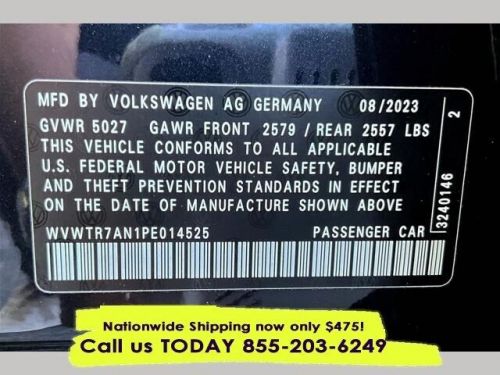 MFD BY VOLKSWAGEN AG GERMANY 08/2023
GVWR 5027 GAWR FRONT 2579 / REAR 2557 LBS
THIS VEHICLE CONFORMS TO ALL APPLICABLE
U.S. FEDERAL MOTOR VEHICLE SAFETY, BUMPER
AND THEFT PREVENTION STANDARDS IN EFFECT
ON THE DATE OF MANUFACTURE SHOWN ABOVE
WVWTR7AN1PE014525 PASSENGER CAR
3240146 2
Nationwide Shipping now only $475!
Call us TODAY 855-203-6249